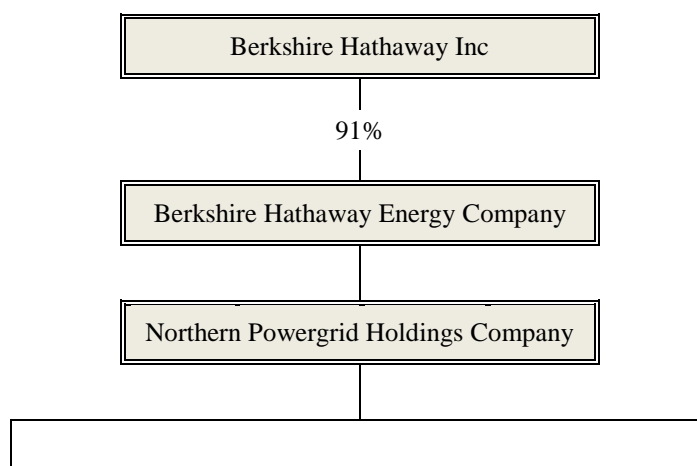 Berkshire Hathaway Inc
91%
Berkshire Hathaway Energy Company
Northern Powergrid Holdings Company